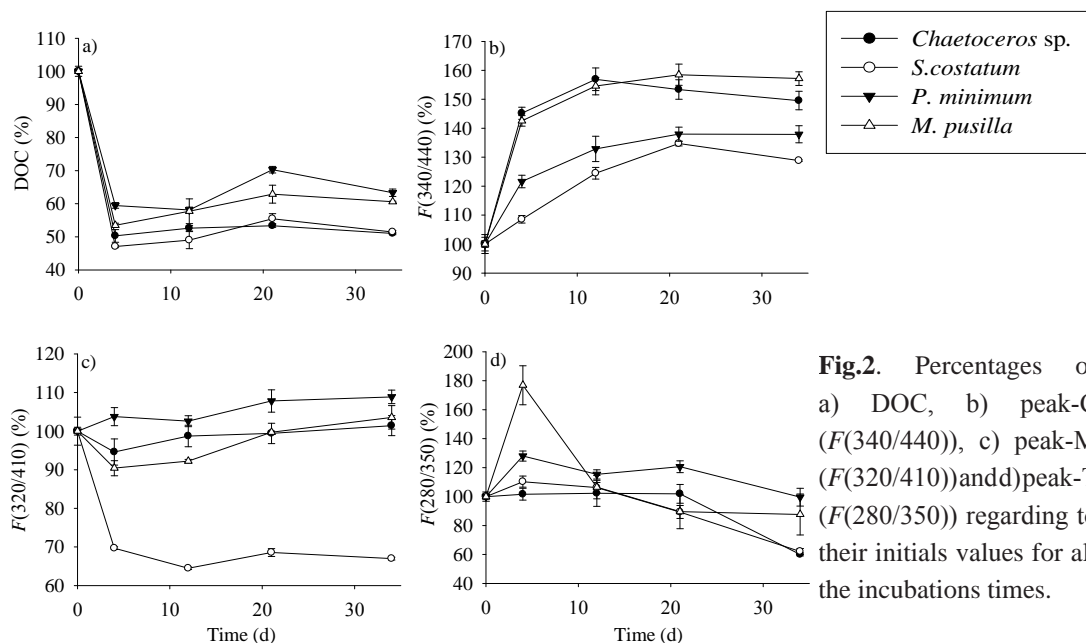 a)
110
100
90
80
70
60
50
40
DOC (%)
0 10 20 30
b)
170
160
150
140
130
120
110
100
90
F(340/440) (%)
0 10 20 30
Chaetoceros sp.
S.costatum
P. minimum
M. pusilla
c)
120
110
100
90
80
70
60
F(320/410) (%)
0 10 20 30
Time (d)
d)
200
180
160
140
120
100
80
60
40
F(280/350) (%)
0 10 20 30
Time (d)
Fig.2. Percentages o
a) DOC, b) peak-C
(F(340/440)), c) peak-M
(F(320/410))andd)peak-T
(F(280/350)) regarding to
their initials values for al
the incubations times.